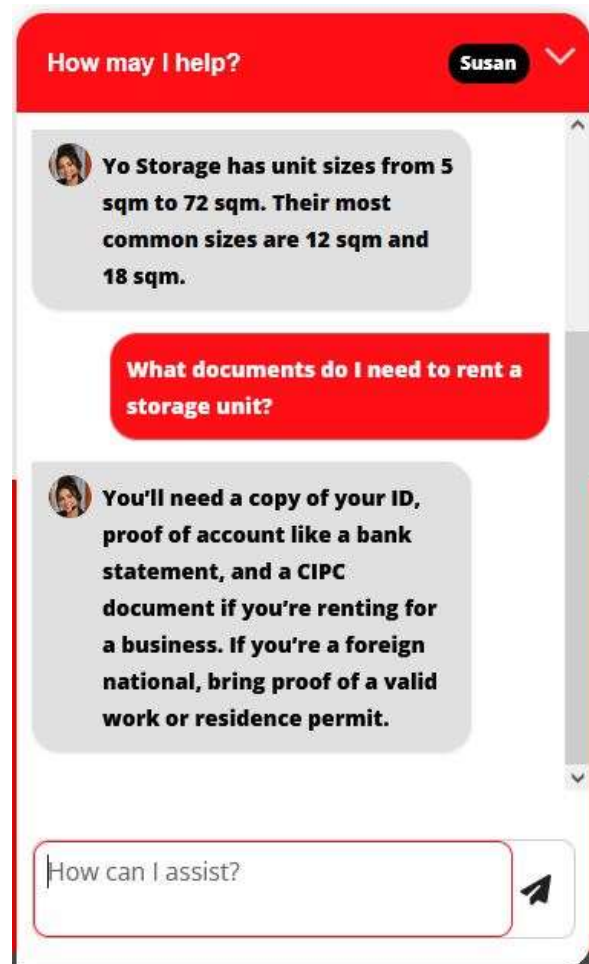 How may I help?
Susan
Yo Storage has unit sizes from 5
sqm to 72 sqm. Their most
common sizes are 12 sqm and
18 sqm.
What documents do I need to rent a
storage unit?
You’ll need a copy of your ID,
proof of account like a bank
statement, and a CIPC
document if you’re renting for
a business. If you’re a foreign
national, bring proof of a valid
work or residence permit.
How can I assist?